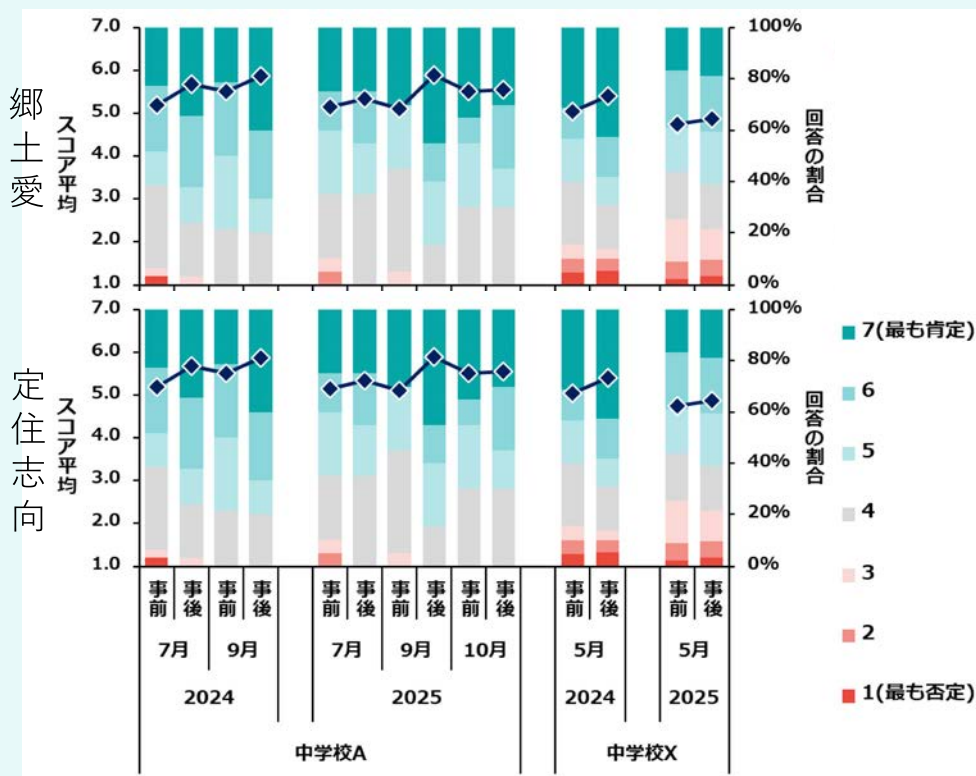 郷土愛
スコア平均
7.0
6.0
5.0
4.0
3.0
2.0
1.0
100%
80%
60%
40%
20%
0%
回答の割合
定住志向
スコア平均
7.0
6.0
5.0
4.0
3.0
2.0
1.0
100%
80%
60%
40%
20%
0%
回答の割合
7(最も肯定)
6
5
4
3
2
1(最も否定)
事前 事後 事前 事後 事前 事後 事前 事後 事前 事後 事前 事後 事前 事後
7月 9月 7月 9月 10月 5月 5月
2024 2025 2024 2025
中学校A 中学校X